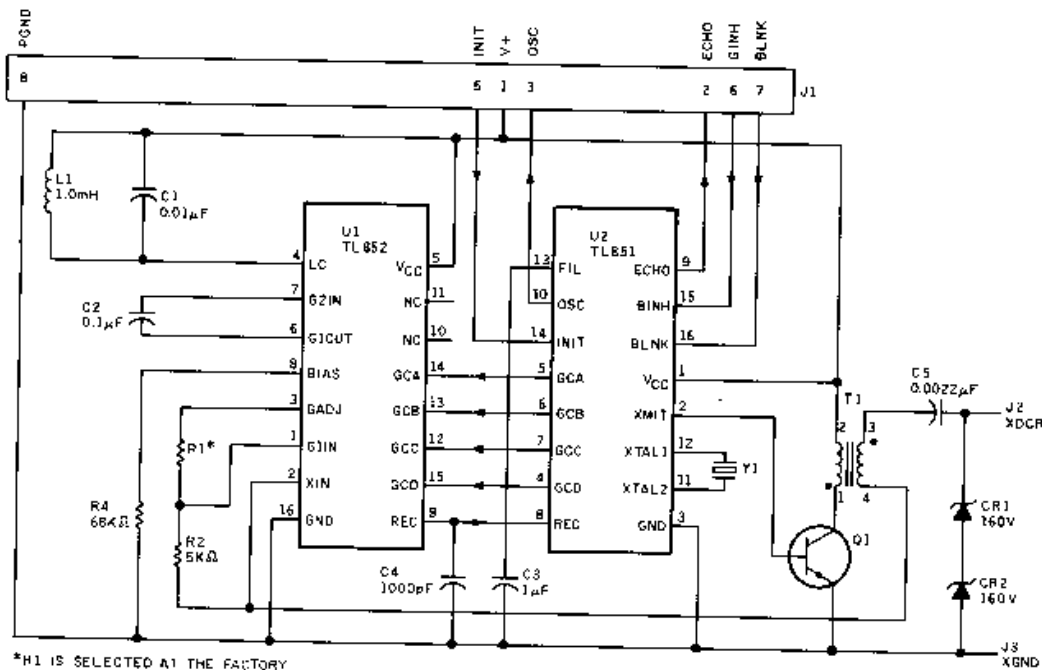 PGND INIT V+ OSC ECHO GINH BLNK
8 5 1 3 2 6 7 J1
L1
1.0mH
C1
0.01µF
C2
0.1µF
U1
TL852
4 LC
7 G2IN
6 G1OUT
8 BIAS
3 GADJ
1 G1IN
2 XIN
16 GND
VCC 5
NC 11
NC 10
GCA 14
GCB 13
GCC 12
GCD 15
REC 9
U2
TL851
13 FIL
10 OSC
14 INIT
5 GCA
6 GCB
7 GCC
4 GCD
8 REC
ECHO 9
BINH 15
BLNK 16
VCC 1
XMIT 2
XTAL1 12
XTAL2 11
GND 3
Y1
R1*
R4
68KΩ
R2
5KΩ
C4
1000pF
C3
1µF
T1
2 3
1 4
Q1
C5
0.0022µF
J2
XDCR
CR1
160V
CR2
160V
J3
XGND
*H1 IS SELECTED AT THE FACTORY